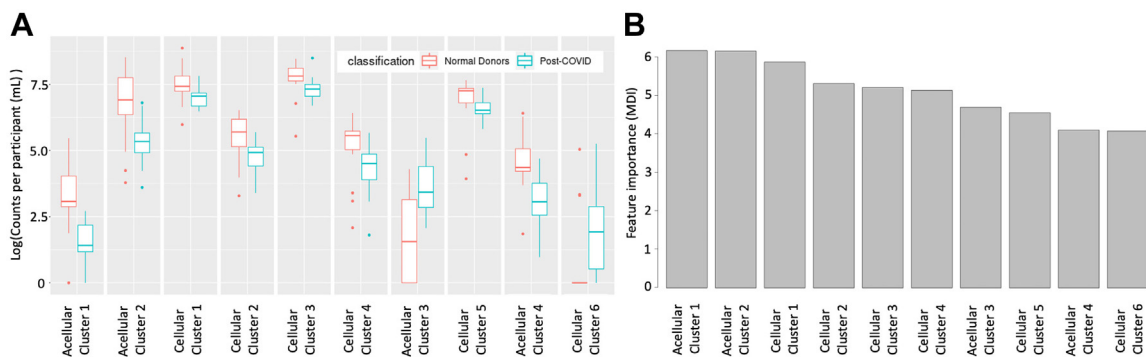 A
Log(Counts per participant (mL))
7.5
5.0
2.5
0
classification
Normal Donors
Post-COVID
Acellular
Cluster 1
Acellular
Cluster 2
Cellular
Cluster 1
Cellular
Cluster 2
Cellular
Cluster 3
Cellular
Cluster 4
Acellular
Cluster 3
Cellular
Cluster 5
Acellular
Cluster 4
Cellular
Cluster 6
B
Feature importance (MDI)
6
5
4
3
2
1
0
Acellular
Cluster 1
Acellular
Cluster 2
Cellular
Cluster 1
Cellular
Cluster 2
Cellular
Cluster 3
Cellular
Cluster 4
Acellular
Cluster 3
Cellular
Cluster 5
Acellular
Cluster 4
Cellular
Cluster 6